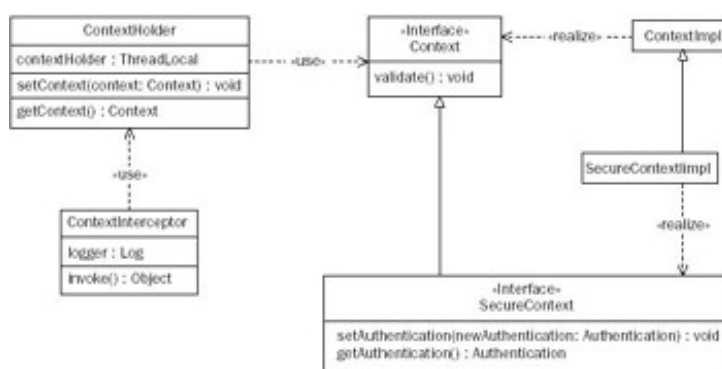 ContextHolder
contextHolder : ThreadLocal
setContext(context: Context) : void
getContext() : Context
«use»
«Interface»
Context
validate() : void
«realize»
ContextImpl
SecureContextImpl
«use»
ContextInterceptor
logger : Log
invoke() : Object
«realize»
«Interface»
SecureContext
setAuthentication(newAuthentication: Authentication) : void
getAuthentication() : Authentication